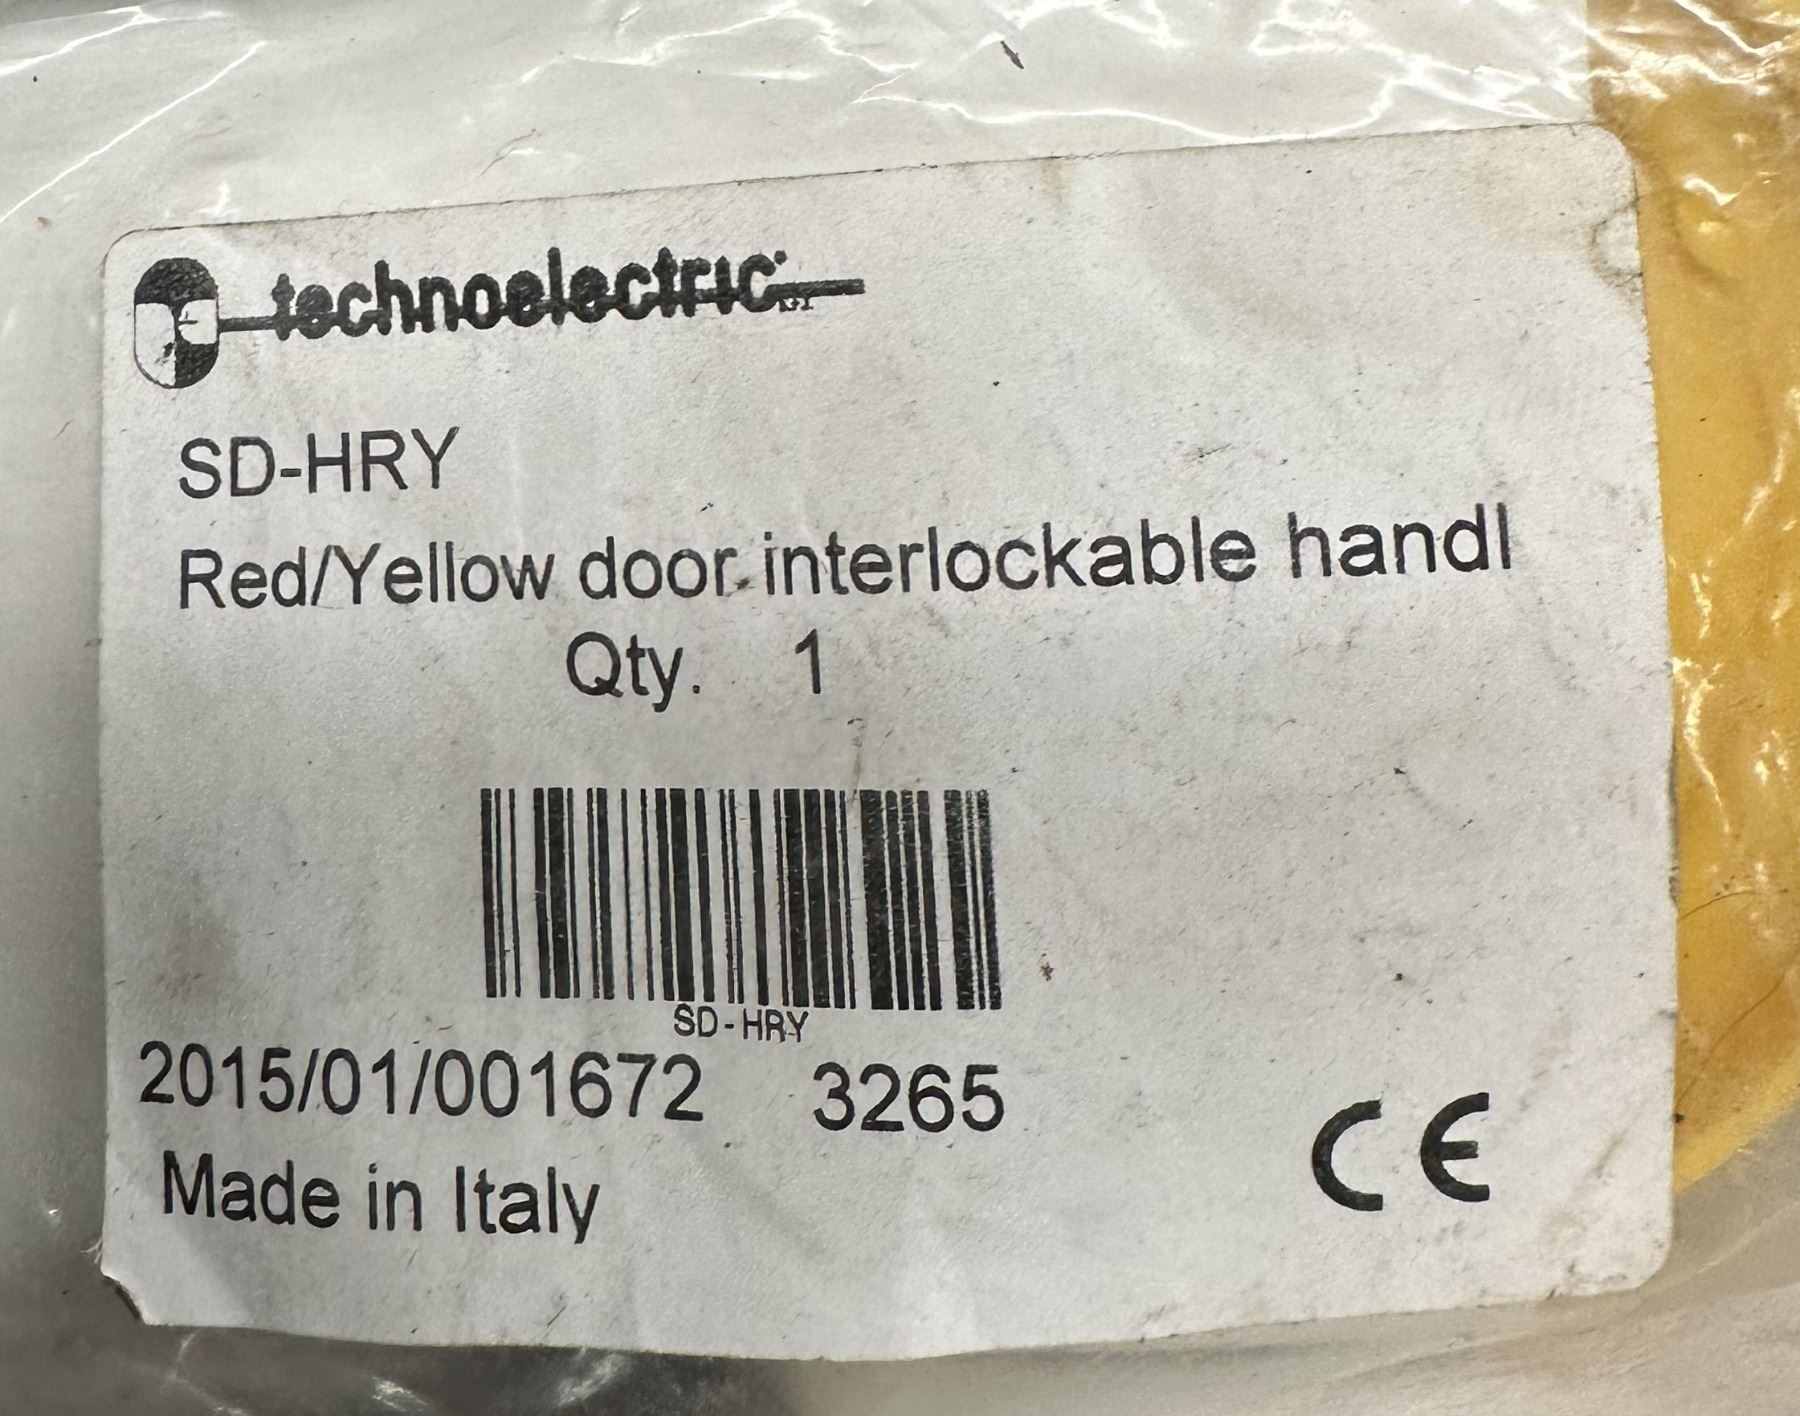 technoelectric
SD-HRY
Red/Yellow door interlockable handl
Qty. 1
SD-HRY
2015/01/001672 3265
Made in Italy
CE